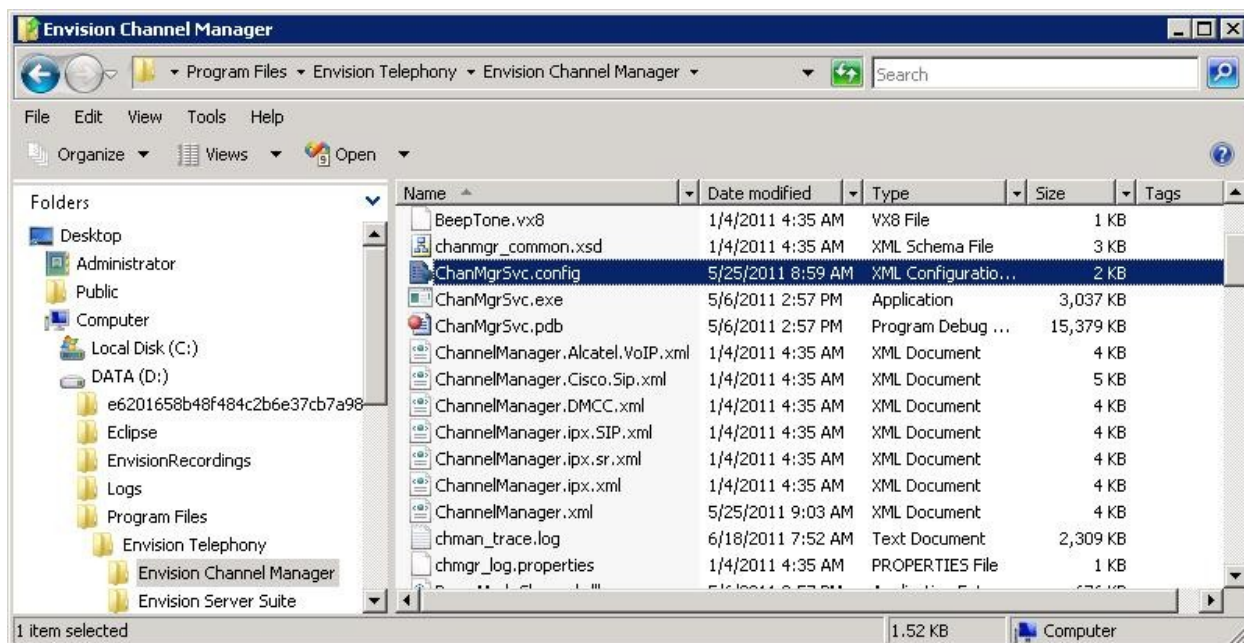 Envision Channel Manager
Program Files Envision Telephony Envision Channel Manager Search
File Edit View Tools Help
Organize Views Open
Folders
Desktop
Administrator
Public
Computer
Local Disk (C:)
DATA (D:)
e6201658b48f484c2b6e37cb7a98
Eclipse
EnvisionRecordings
Logs
Program Files
Envision Telephony
Envision Channel Manager
Envision Server Suite
Name Date modified Type Size Tags
BeepTone.vx8 1/4/2011 4:35 AM VX8 File 1 KB
chanmgr_common.xsd 1/4/2011 4:35 AM XML Schema File 3 KB
ChanMgrSvc.config 5/25/2011 8:59 AM XML Configuratio... 2 KB
ChanMgrSvc.exe 5/6/2011 2:57 PM Application 3,037 KB
ChanMgrSvc.pdb 5/6/2011 2:57 PM Program Debug ... 15,379 KB
ChannelManager.Alcatel.VoIP.xml 1/4/2011 4:35 AM XML Document 4 KB
ChannelManager.Cisco.Sip.xml 1/4/2011 4:35 AM XML Document 5 KB
ChannelManager.DMCC.xml 1/4/2011 4:35 AM XML Document 4 KB
ChannelManager.ipx.SIP.xml 1/4/2011 4:35 AM XML Document 4 KB
ChannelManager.ipx.sr.xml 1/4/2011 4:35 AM XML Document 4 KB
ChannelManager.ipx.xml 1/4/2011 4:35 AM XML Document 4 KB
ChannelManager.xml 5/25/2011 9:03 AM XML Document 4 KB
chman_trace.log 6/18/2011 7:52 AM Text Document 2,309 KB
chmgr_log.properties 1/4/2011 4:35 AM PROPERTIES File 1 KB
1 item selected 1.52 KB Computer